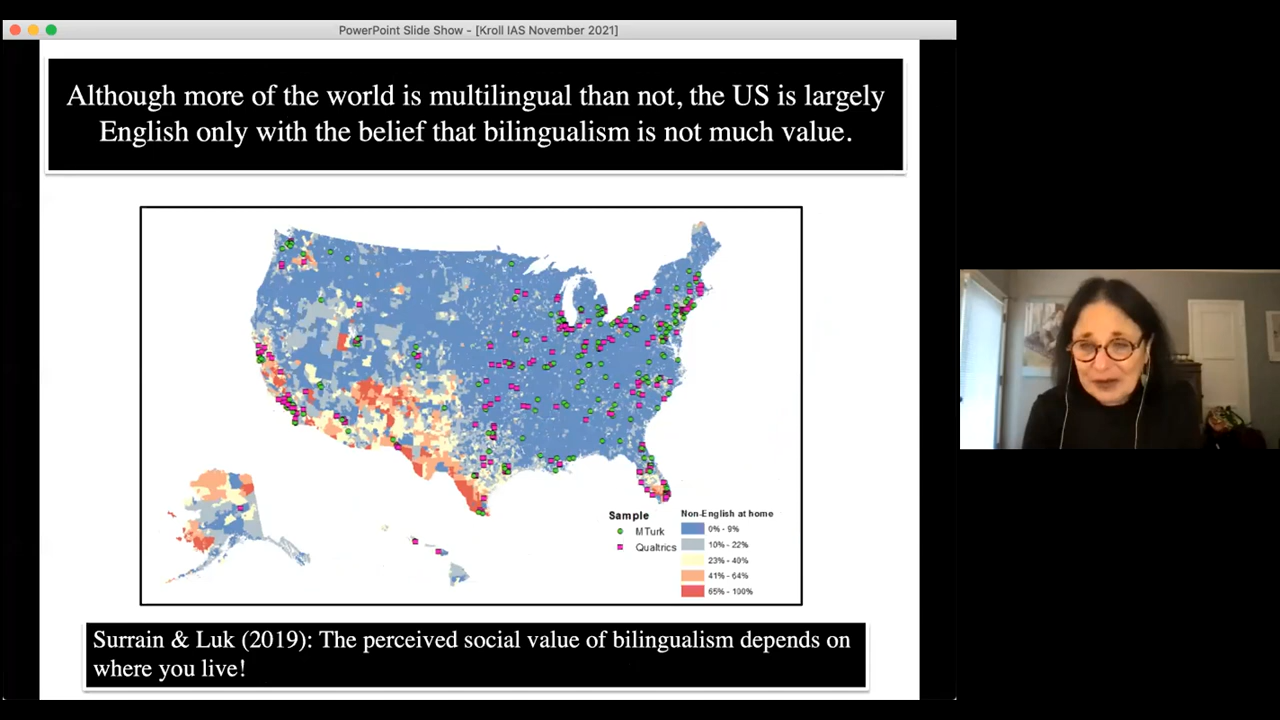 PowerPoint Slide Show - [Kroll IAS November 2021]
Although more of the world is multilingual than not, the US is largely
English only with the belief that bilingualism is not much value.
Sample
MTurk
Qualtrics
Non-English at home
0% - 9%
10% - 22%
23% - 40%
41% - 64%
65% - 100%
Surrain & Luk (2019): The perceived social value of bilingualism depends on
where you live!